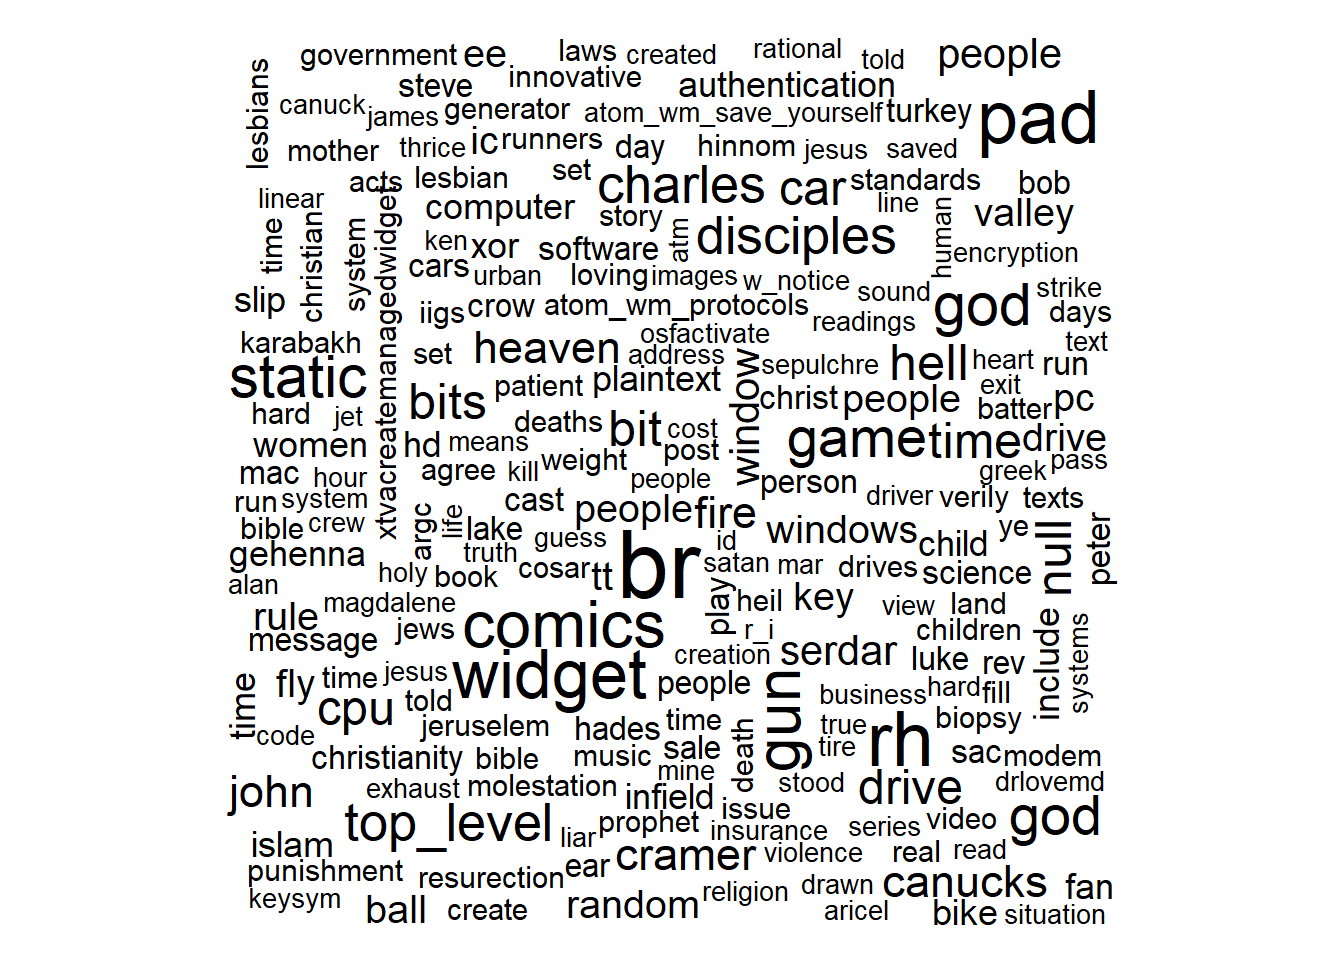 government ee laws created rational told people
lesbians steve innovative authentication
canuck james generator atom_wm_save_yourself turkey pad
mother thrice ic runners day hinnom jesus saved
linear acts lesbian set charles car standards bob
computer story line valley
time christian system xtvacreatemanagedwidget ken xor software atm disciples human encryption
cars urban loving images w_notice
slip iigs crow atom_wm_protocols sound god strike days
karabakh osfactivate readings text
static set heaven address window sepulchre hell heart run
bits patient plaintext christ people exit batter pc
hard jet deaths bit cost game time drive
women hd means post greek pass
mac hour agree kill weight people person driver verily texts
run system cast people fire
bible crew argc life lake guess br id windows child ye null peter
gehenna truth satan mar drives science
alan holy book cosar tt
rule magdalene comics play heil key view land
message jews r_i children include systems
creation serdar luke rev
time fly time jesus widget people gun business hard fill
cpu told true rh biopsy
code jeruselem hades time
christianity bible music sale death tire sac modem
john exhaust molestation mine stood drive drlovemd
infield issue god
islam top_level liar prophet insurance series video
punishment resurection ear cramer violence real read
keysym religion drawn canucks fan
ball create random aricel bike situation